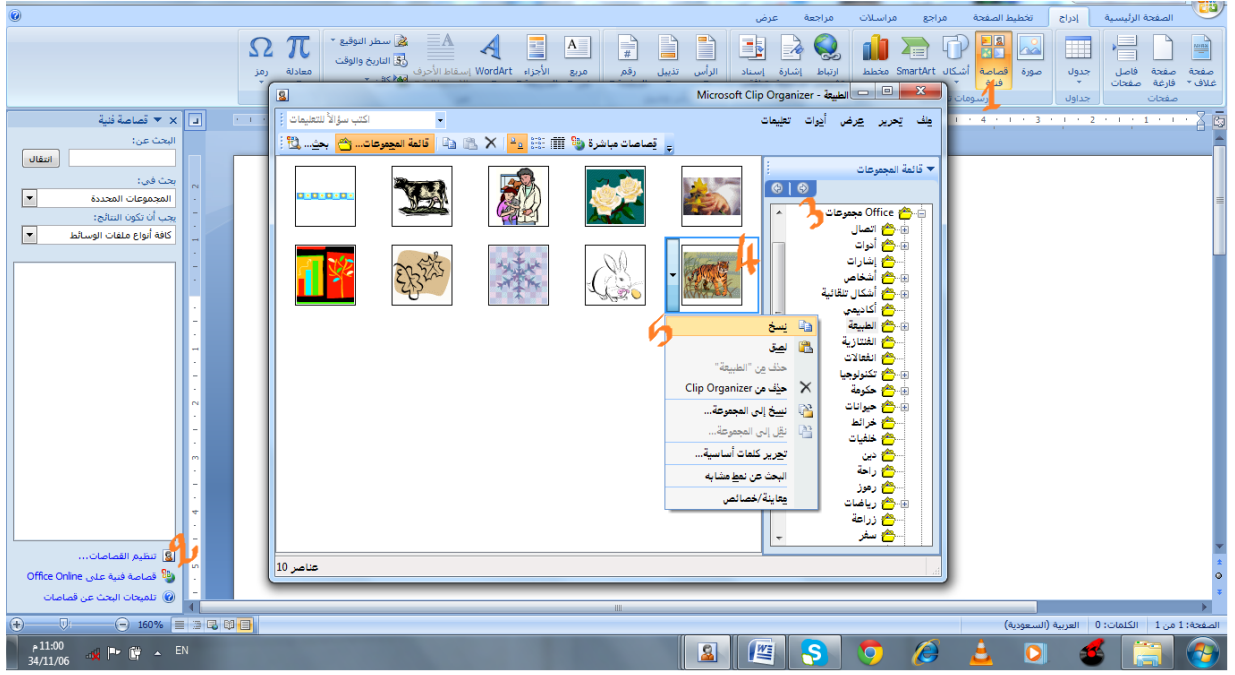 الصفحة الرئيسية إدراج تخطيط الصفحة مراجع مراسلات مراجعة عرض
صفحة غلاف صفحة فارغة فاصل صفحات جدول صورة قصاصة فنية أشكال SmartArt مخطط ارتباط إشارة إسناد الرأس تذييل رقم مربع الأجزاء WordArt إسقاط الأحرف
سطر التوقيع
التاريخ والوقت
معادلة رمز
صفحات جداول
1
الطبيعة - Microsoft Clip Organizer
ملف تحرير عرض أدوات تعليمات
اكتب سؤالاً للتعليمات
بحث... قائمة المجموعات... قصاصات مباشرة
قائمة المجموعات
3
مجموعات Office
اتصال
أدوات
إشارات
أشخاص
أشكال تلقائية
أكاديمي
الطبيعة
الفنتازية
انفعالات
تكنولوجيا
حكومة
حيوانات
خرائط
خلفيات
دين
راحة
رموز
رياضات
زراعة
سفر
4
5
نسخ
لصق
حذف من "الطبيعة"
حذف من Clip Organizer
نسخ إلى المجموعة...
نقل إلى المجموعة...
تحرير كلمات أساسية...
البحث عن نمط مشابه
معاينة/خصائص
10 عناصر
قصاصة فنية
البحث عن:
انتقال
بحث في:
المجموعات المحددة
يجب أن تكون النتائج:
كافة أنواع ملفات الوسائط
2
تنظيم القصاصات...
قصاصة فنية على Office Online
تلميحات البحث عن قصاصات
الصفحة: 1 من 1 الكلمات: 0 العربية (السعودية) 160%
EN
11:00 م
34/11/06